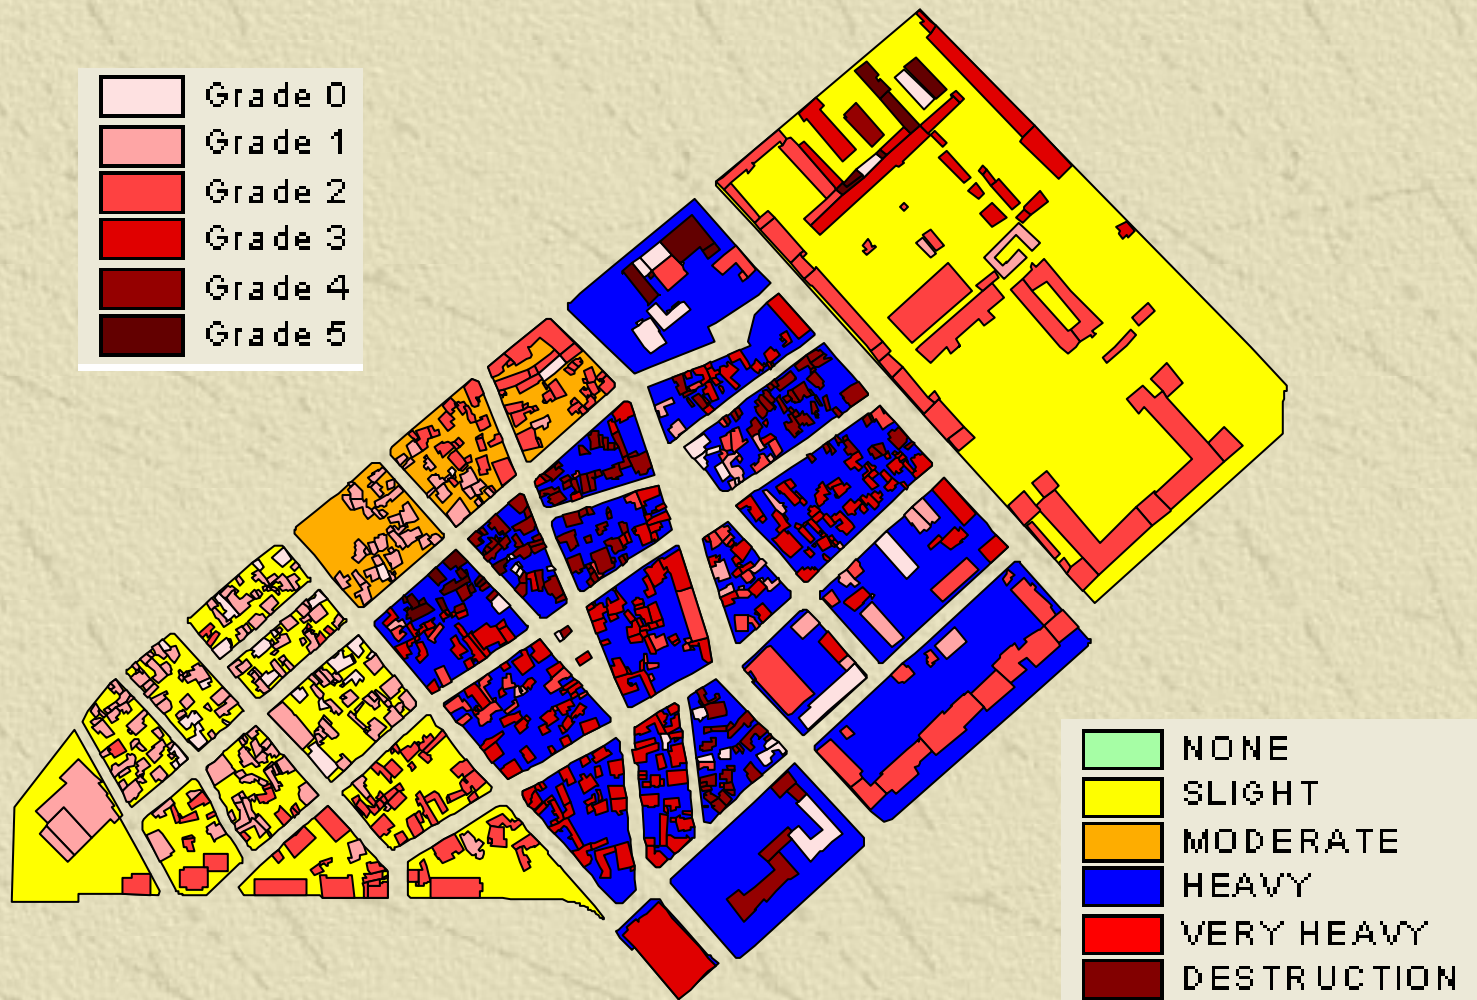 Grade 0
Grade 1
Grade 2
Grade 3
Grade 4
Grade 5
NONE
SLIGHT
MODERATE
HEAVY
VERY HEAVY
DESTRUCTION